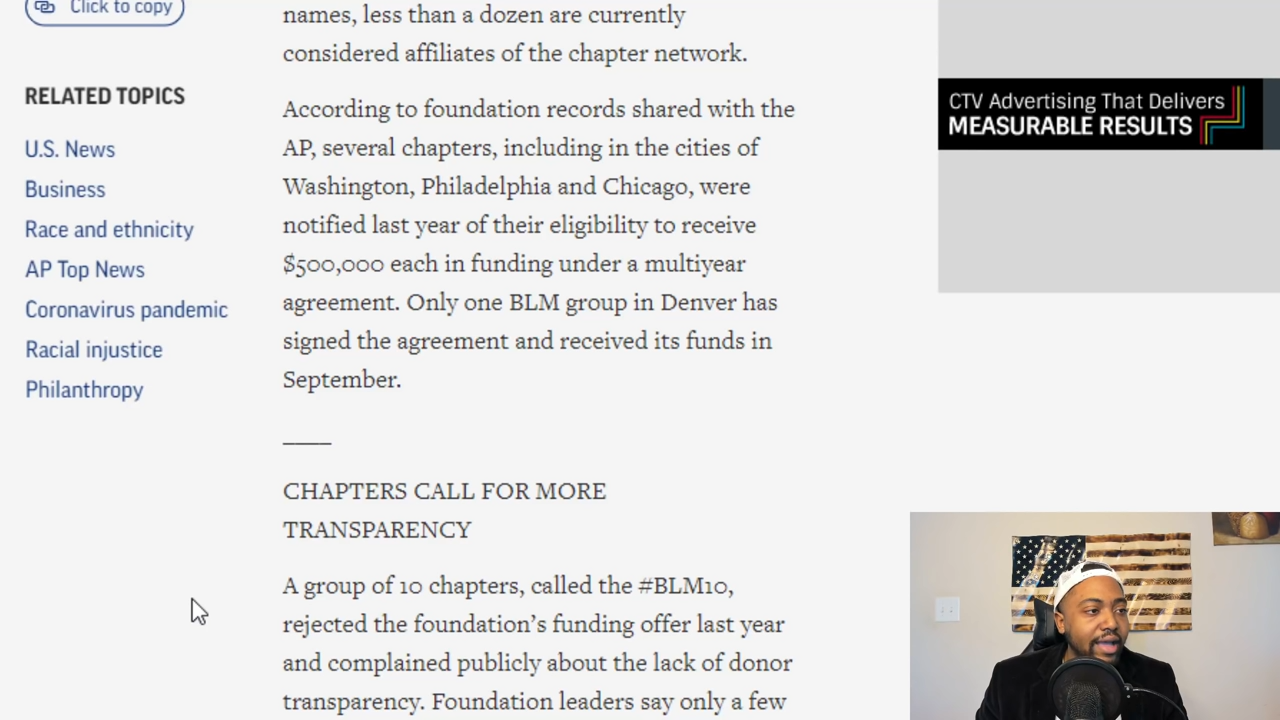 Click to copy
RELATED TOPICS
U.S. News
Business
Race and ethnicity
AP Top News
Coronavirus pandemic
Racial injustice
Philanthropy
names, less than a dozen are currently
considered affiliates of the chapter network.
According to foundation records shared with the
AP, several chapters, including in the cities of
Washington, Philadelphia and Chicago, were
notified last year of their eligibility to receive
$500,000 each in funding under a multiyear
agreement. Only one BLM group in Denver has
signed the agreement and received its funds in
September.
CHAPTERS CALL FOR MORE
TRANSPARENCY
A group of 10 chapters, called the #BLM10,
rejected the foundation’s funding offer last year
and complained publicly about the lack of donor
transparency. Foundation leaders say only a few
CTV Advertising That Delivers
MEASURABLE RESULTS